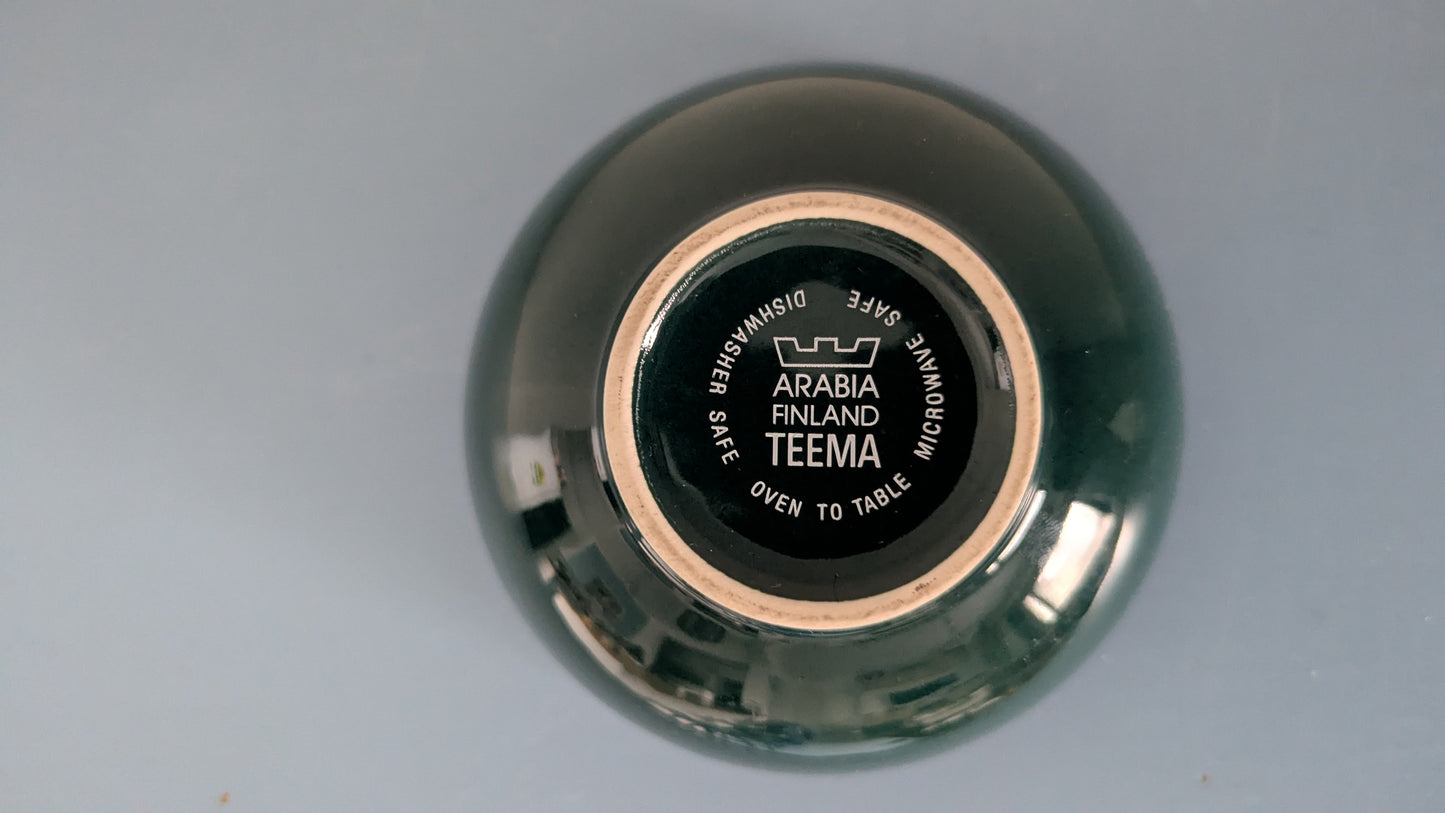 ARABIA
FINLAND
TEEMA
DISHWASHER SAFE
OVEN TO TABLE
MICROWAVE SAFE